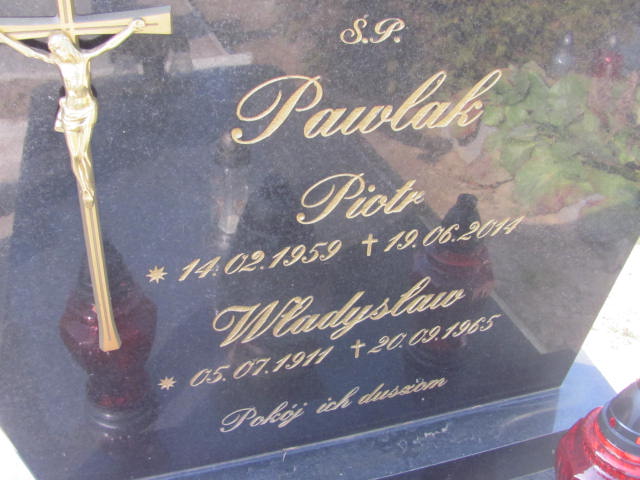 Ś.P.
Pawlak
Piotr
* 14.02.1959 † 19.06.2014
Władysław
* 05.07.1911 † 20.09.1965
Pokój ich duszom